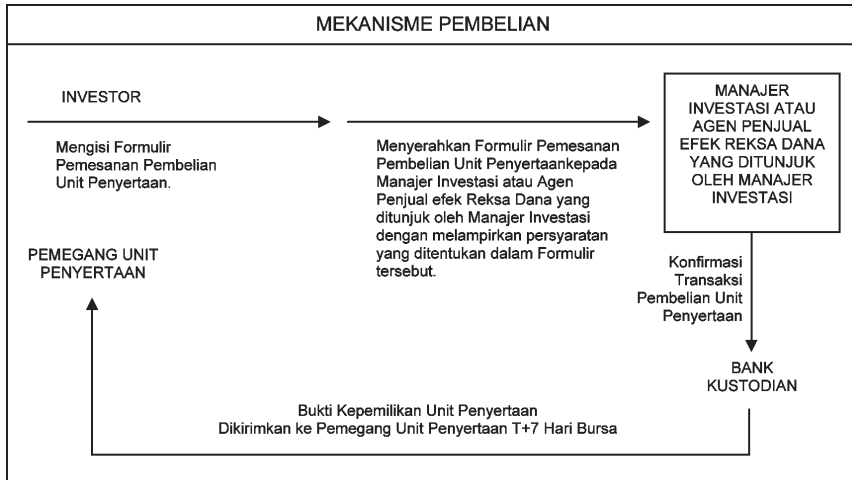 MEKANISME PEMBELIAN
INVESTOR
Mengisi Formulir
Pemesanan Pembelian
Unit Penyertaan.
Menyerahkan Formulir Pemesanan
Pembelian Unit Penyertaankepada
Manajer Investasi atau Agen
Penjual efek Reksa Dana yang
ditunjuk oleh Manajer Investasi
dengan melampirkan persyaratan
yang ditentukan dalam Formulir
tersebut.
MANAJER
INVESTASI ATAU
AGEN PENJUAL
EFEK REKSA DANA
YANG DITUNJUK
OLEH MANAJER
INVESTASI
Konfirmasi
Transaksi
Pembelian Unit
Penyertaan
BANK
KUSTODIAN
Bukti Kepemilikan Unit Penyertaan
Dikirimkan ke Pemegang Unit Penyertaan T+7 Hari Bursa
PEMEGANG UNIT
PENYERTAAN